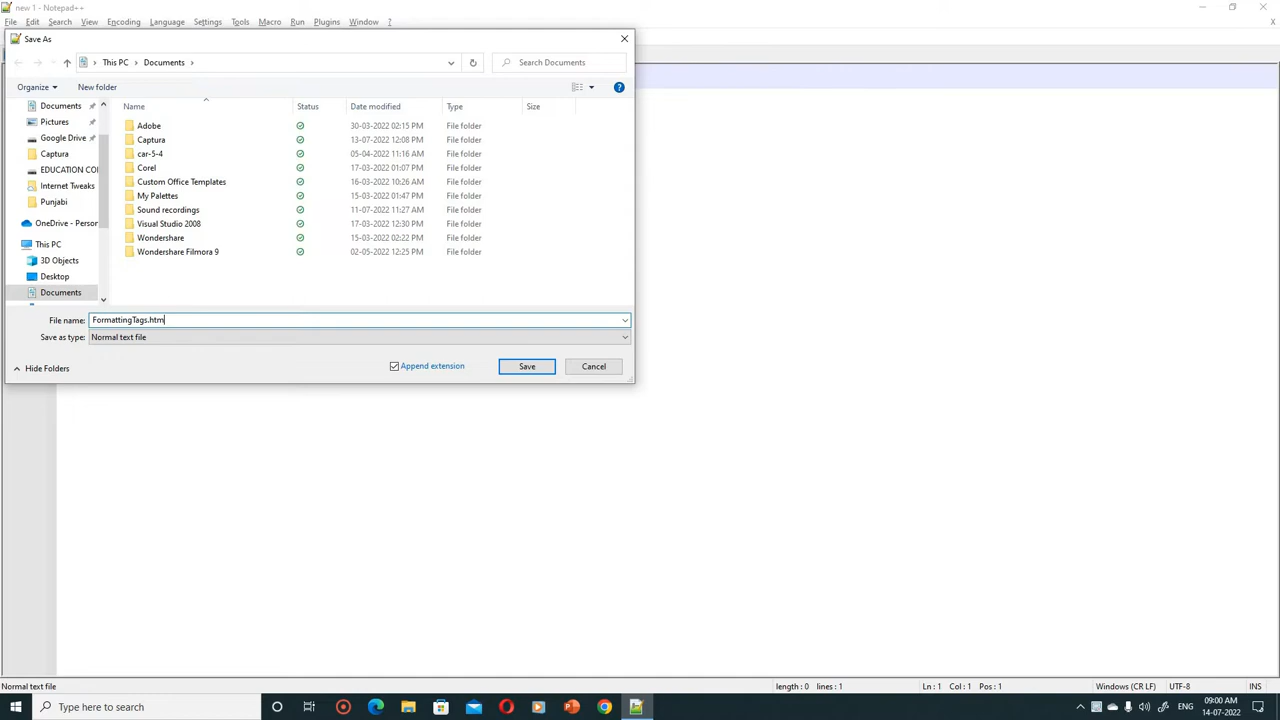 new 1 - Notepad++
File Edit Search View Encoding Language Settings Tools Macro Run Plugins Window ?
X
Save As
This PC Documents
Search Documents
Organize New folder
Name Status Date modified Type Size
Documents
Pictures
Google Drive
Captura
EDUCATION CO
Internet Tweaks
Punjabi
OneDrive - Person
This PC
3D Objects
Desktop
Documents
Adobe 30-03-2022 02:15 PM File folder
Captura 13-07-2022 12:08 PM File folder
car-5-4 05-04-2022 11:16 AM File folder
Corel 17-03-2022 01:07 PM File folder
Custom Office Templates 16-03-2022 10:26 AM File folder
My Palettes 15-03-2022 01:47 PM File folder
Sound recordings 11-07-2022 11:27 AM File folder
Visual Studio 2008 17-03-2022 12:30 PM File folder
Wondershare 15-03-2022 02:22 PM File folder
Wondershare Filmora 9 02-05-2022 12:25 PM File folder
File name: FormattingTags.htm
Save as type: Normal text file
Hide Folders
Append extension
Save Cancel
Normal text file length : 0 lines : 1 Ln : 1 Col : 1 Pos : 1 Windows (CR LF) UTF-8 INS
Type here to search
ENG
09:00 AM
14-07-2022